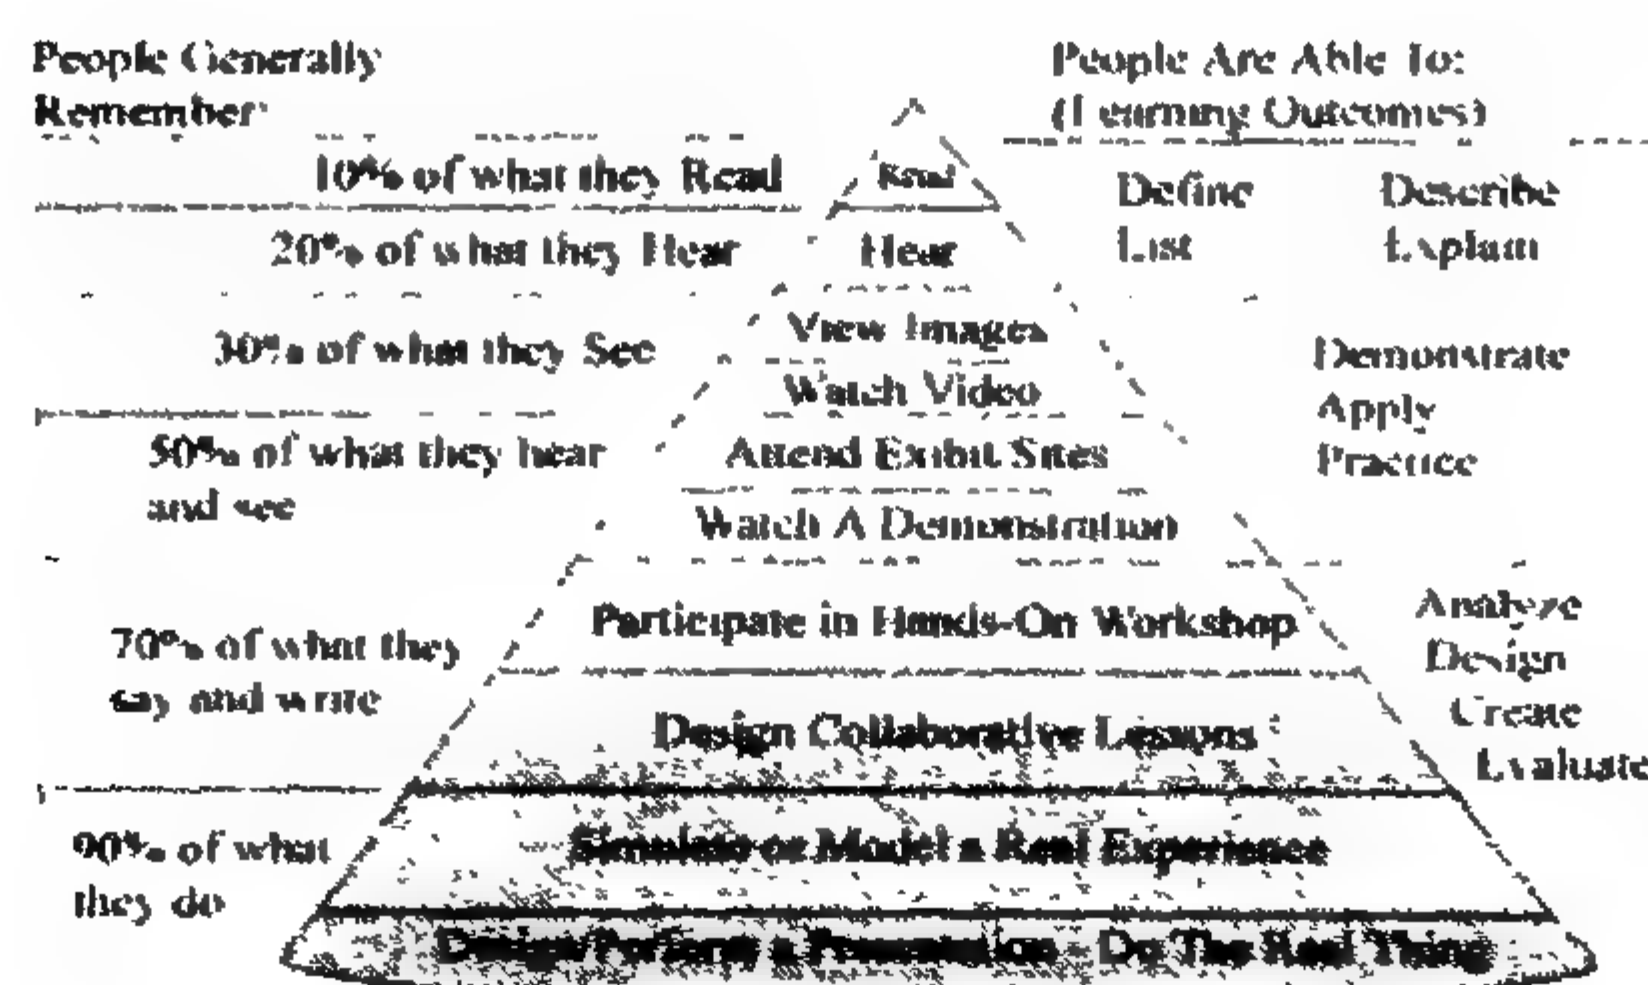 People Generally
Remember:
People Are Able To:
(Learning Outcomes)
10% of what they Read
Read
Define
Describe
20% of what they Hear
Hear
List
Explain
30% of what they See
View Images
Watch Video
Demonstrate
Apply
Practice
50% of what they hear
and see
Attend Exibit Sites
Watch A Demonstration
70% of what they
say and write
Participate in Hands-On Workshop
Design Collaborative Lessons
Analyze
Design
Create
Evaluate
90% of what
they do
Simulate or Model a Real Experience
Design/Perform a Presentation - Do The Real Thing